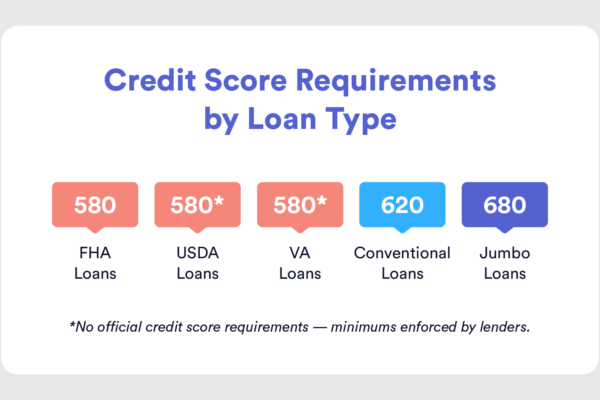 Credit Score Requirements
by Loan Type
580 580* 580* 620 680
FHA USDA VA Conventional Jumbo
Loans Loans Loans Loans Loans
*No official credit score requirements — minimums enforced by lenders.